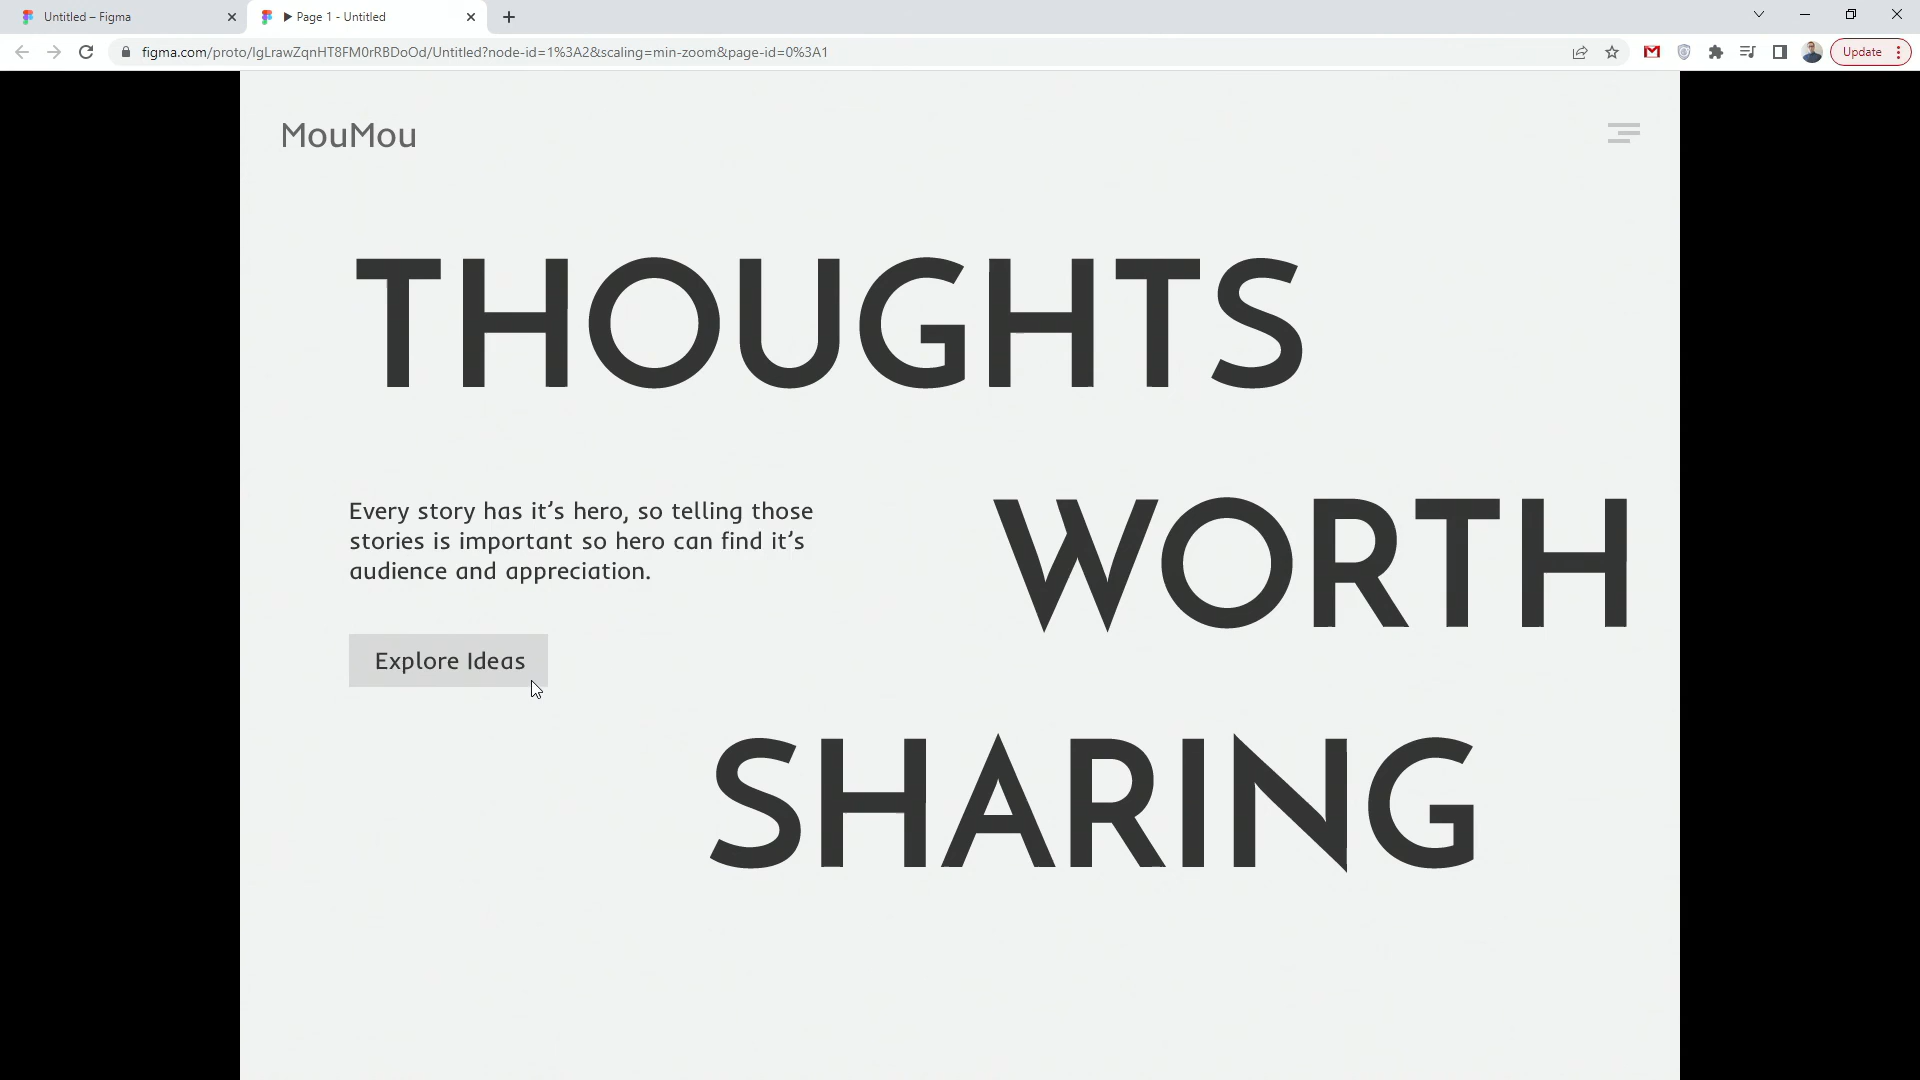 Untitled – Figma
▶ Page 1 - Untitled
figma.com/proto/IgLrawZqnHT8FM0rRBDoOd/Untitled?node-id=1%3A2&scaling=min-zoom&page-id=0%3A1
Update
MouMou
THOUGHTS
Every story has it’s hero, so telling those
stories is important so hero can find it’s
audience and appreciation.
WORTH
Explore Ideas
SHARING